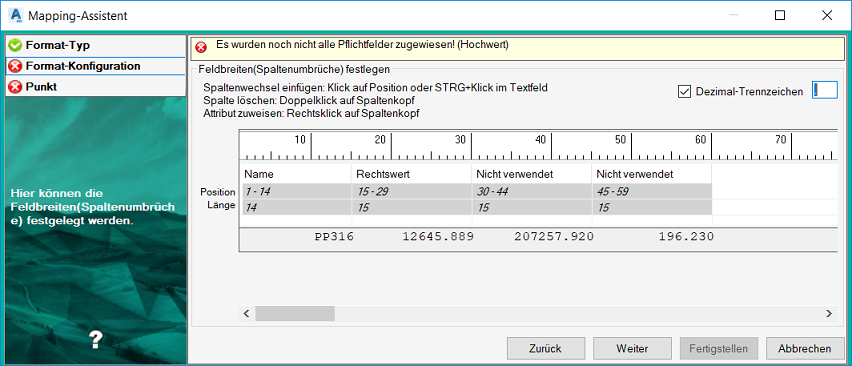 Mapping-Assistent
Format-Typ
Format-Konfiguration
Punkt
Hier können die
Feldbreiten(Spaltenumbrüch
e) festgelegt werden.
?
Es wurden noch nicht alle Pflichtfelder zugewiesen! (Hochwert)
Feldbreiten(Spaltenumbrüche) festlegen
Spaltenwechsel einfügen: Klick auf Position oder STRG+Klick im Textfeld
Spalte löschen: Doppelklick auf Spaltenkopf
Attribut zuweisen: Rechtsklick auf Spaltenkopf
Dezimal-Trennzeichen
10 20 30 40 50 60 70
Name Rechtswert Nicht verwendet Nicht verwendet
Position 1 - 14 15 - 29 30 - 44 45 - 59
Länge 14 15 15 15
PP316 12645.889 207257.920 196.230
Zurück Weiter Fertigstellen Abbrechen